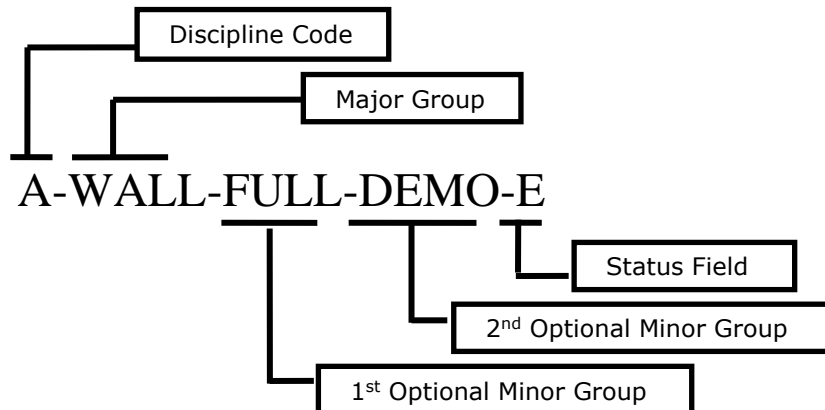 Discipline Code
Major Group
A-WALL-FULL-DEMO-E
Status Field
2nd Optional Minor Group
1st Optional Minor Group